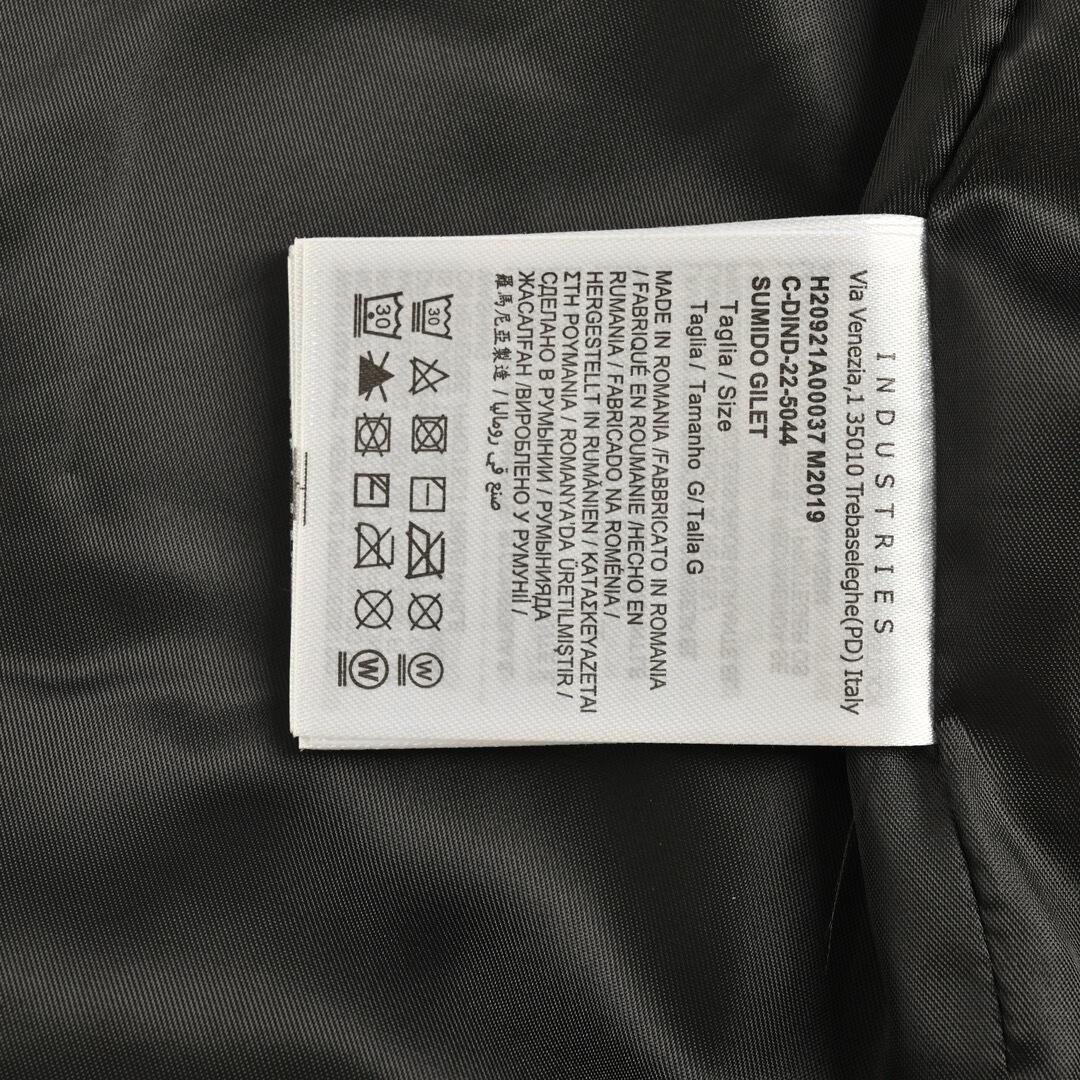 INDUSTRIES
Via Venezia,1 35010 Trebaseleghe(PD) Italy
H20921A00037 M2019
C-DIND-22-5044
SUMIDO GILET
Taglia / Size
Taglia / Tamanho G/Talla G
MADE IN ROMANIA /FABBRICATO IN ROMANIA
/ FABRIQUÉ EN ROUMANIE /HECHO EN
RUMANIA / FABRICADO NA ROMÉNIA /
HERGESTELLT IN RUMÄNIEN / ΚΑΤΑΣΚΕΥΑΖΕΤΑΙ
ΣΤΗ ΡΟΥΜΑΝΙΑ / ROMANYA'DA ÜRETILMIŞTIR /
СДЕЛАНО В РУМЫНИИ / РУМЫНИЯДА
ЖАСАЛҒАН /ВИРОБЛЕНО У РУМУНІЇ /
羅馬尼亞製造 / صنع في رومانيا
30 W
30 W